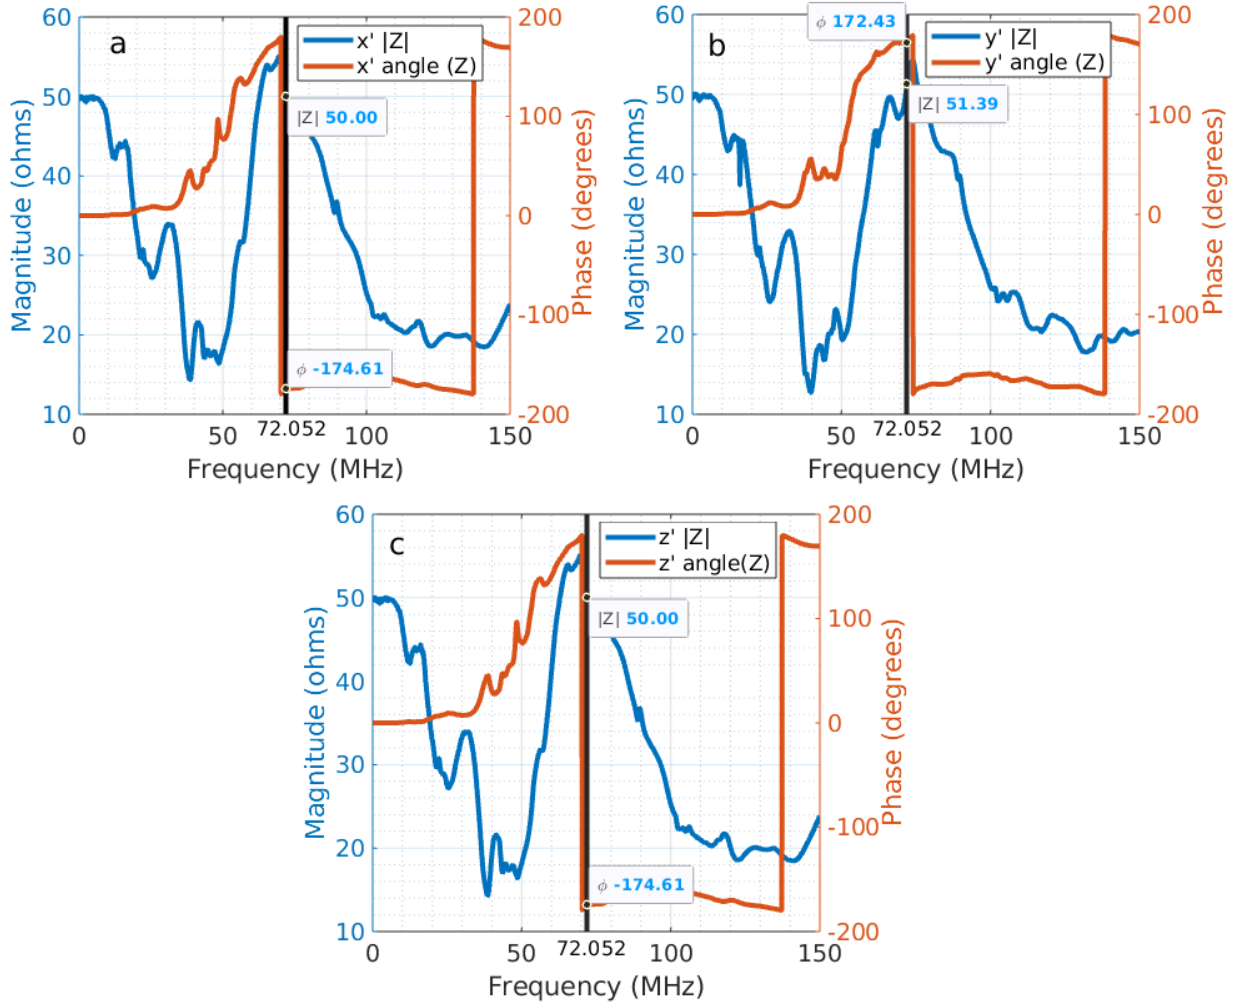 a
x' |Z|
x' angle (Z)
|Z| 50.00
ϕ -174.61
60
50
40
30
20
10
Magnitude (ohms)
200
100
0
-100
-200
Phase (degrees)
0
50
72.052
100
150
Frequency (MHz)
b
ϕ 172.43
y' |Z|
y' angle (Z)
|Z| 51.39
60
50
40
30
20
10
Magnitude (ohms)
200
100
0
-100
-200
Phase (degrees)
0
50
72.052
100
150
Frequency (MHz)
c
z' |Z|
z' angle(Z)
|Z| 50.00
ϕ -174.61
60
50
40
30
20
10
Magnitude (ohms)
200
100
0
-100
-200
Phase (degrees)
0
50
72.052
100
150
Frequency (MHz)